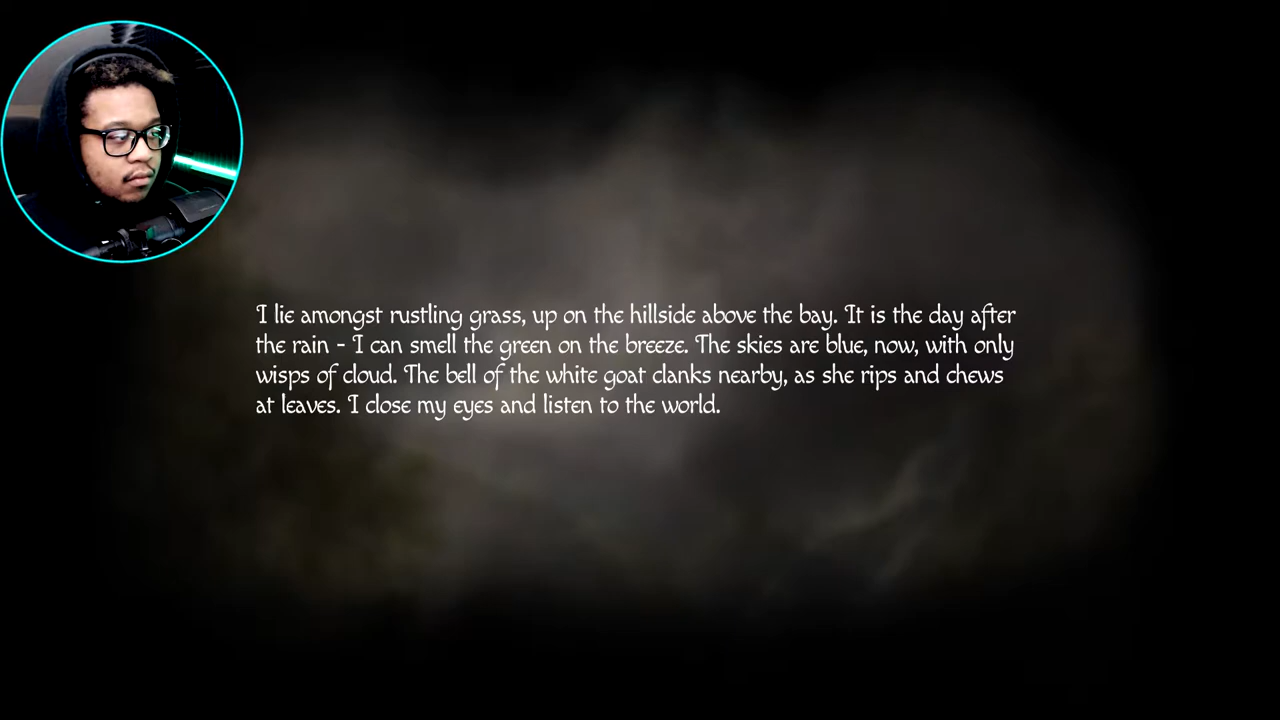 I lie amongst rustling grass, up on the hillside above the bay. It is the day after
the rain - I can smell the green on the breeze. The skies are blue, now, with only
wisps of cloud. The bell of the white goat clanks nearby, as she rips and chews
at leaves. I close my eyes and listen to the world.